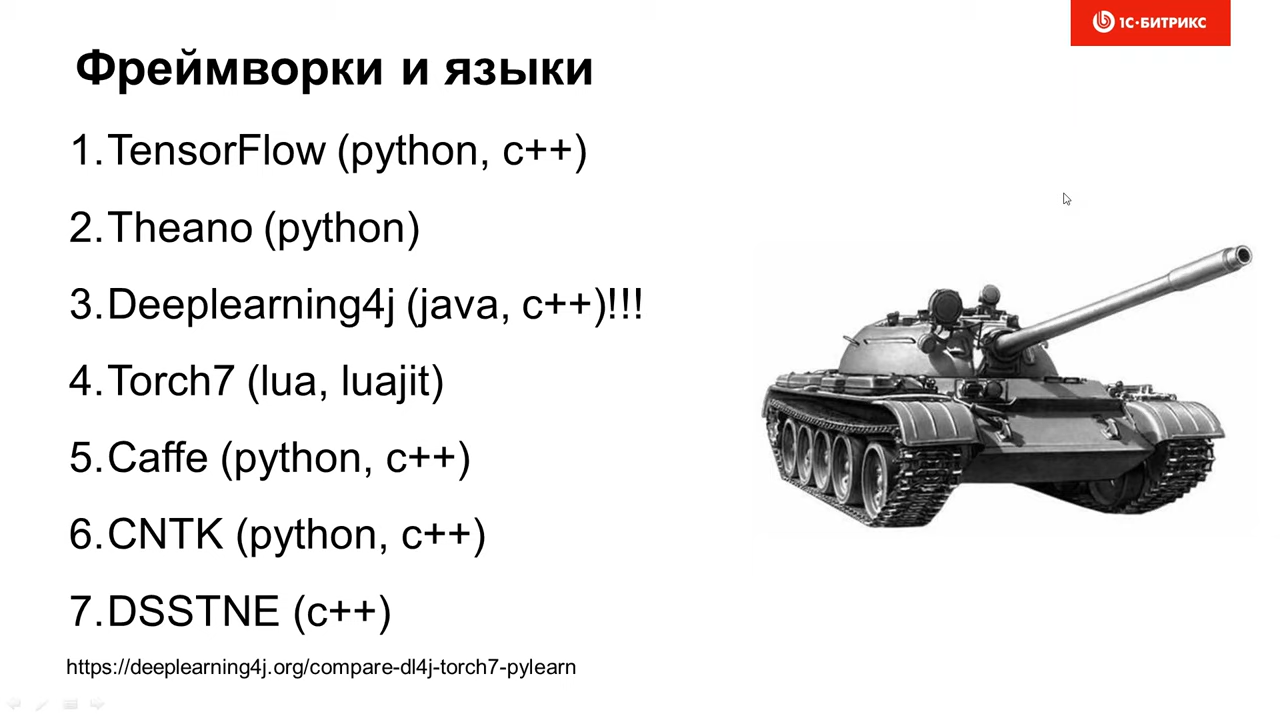 1С-БИТРИКС
Фреймворки и языки
1. TensorFlow (python, c++)
2. Theano (python)
3. Deeplearning4j (java, c++)!!!
4. Torch7 (lua, luajit)
5. Caffe (python, c++)
6. CNTK (python, c++)
7. DSSTNE (c++)
https://deeplearning4j.org/compare-dl4j-torch7-pylearn